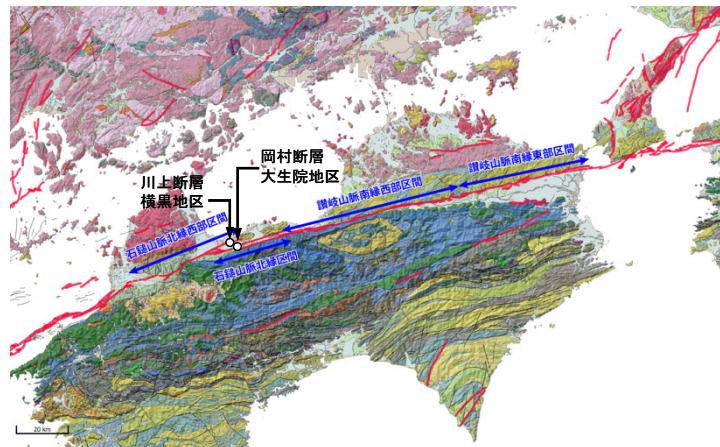 岡村断層
大生院地区
川上断層
横黒地区
讃岐山脈南縁東部区間
讃岐山脈南縁西部区間
石鎚山脈北縁西部区間
石鎚山脈北縁区間
20 km